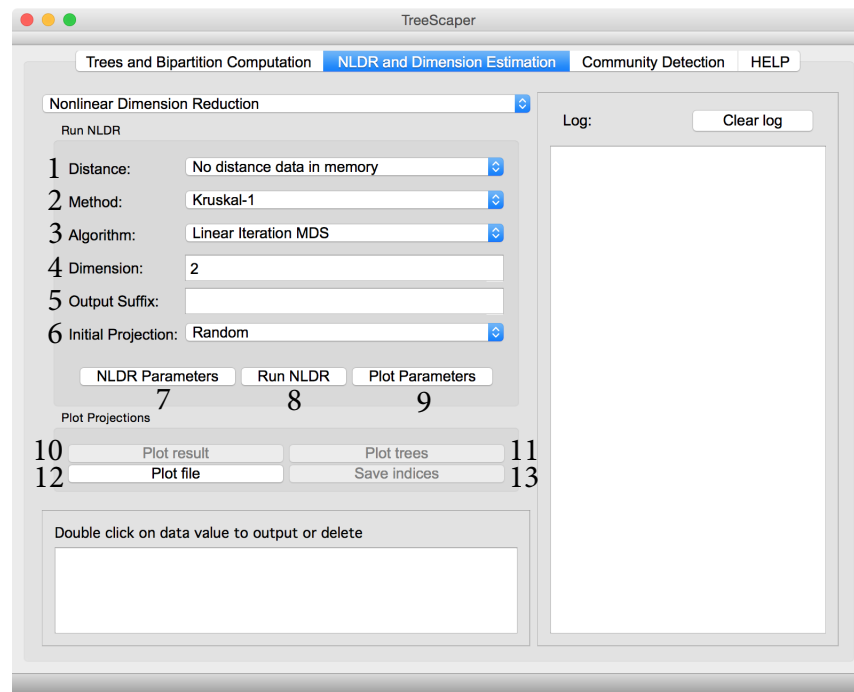 TreeScaper
Trees and Bipartition Computation NLDR and Dimension Estimation Community Detection HELP
Nonlinear Dimension Reduction
Run NLDR
1 Distance: No distance data in memory
2 Method: Kruskal-1
3 Algorithm: Linear Iteration MDS
4 Dimension: 2
5 Output Suffix:
6 Initial Projection: Random
NLDR Parameters Run NLDR Plot Parameters
7 8 9
Plot Projections
10 Plot result Plot trees 11
12 Plot file Save indices 13
Double click on data value to output or delete
Log: Clear log